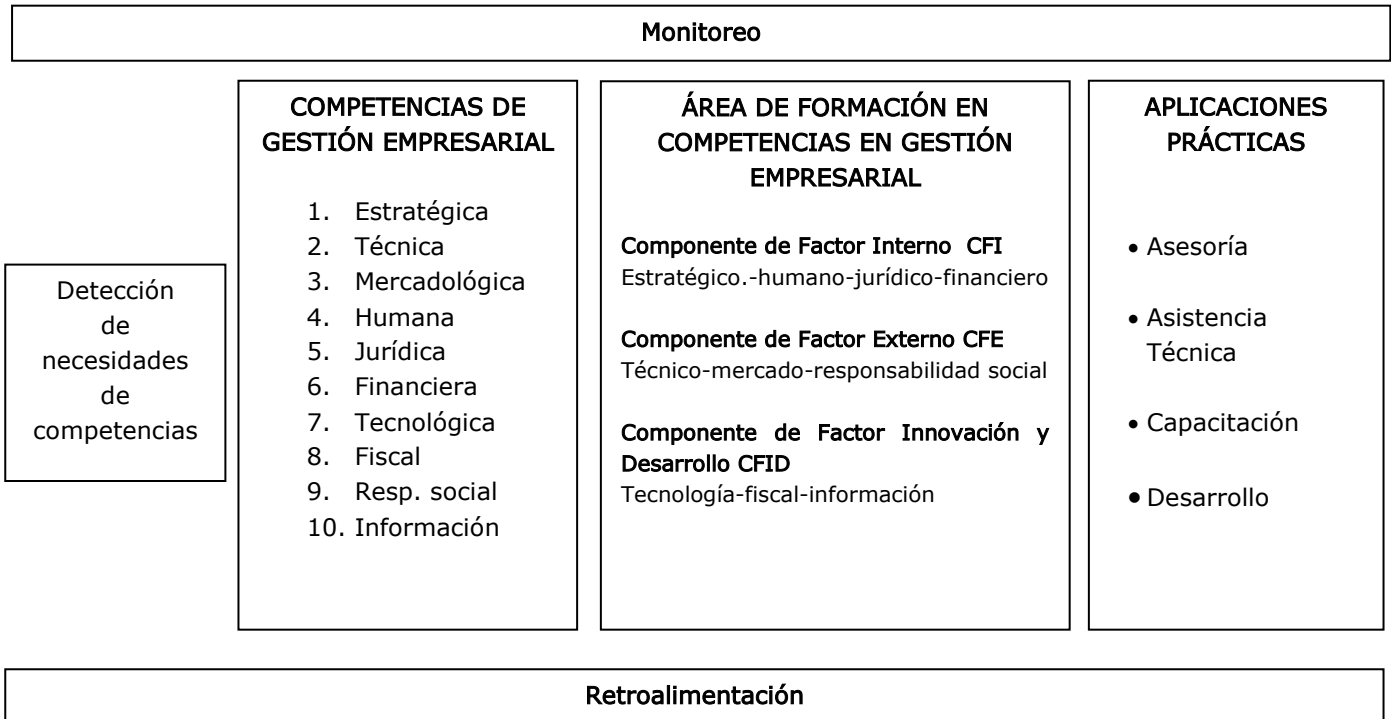 Monitoreo
Detección
de
necesidades
de
competencias
COMPETENCIAS DE
GESTIÓN EMPRESARIAL
1. Estratégica
2. Técnica
3. Mercadológica
4. Humana
5. Jurídica
6. Financiera
7. Tecnológica
8. Fiscal
9. Resp. social
10. Información
ÁREA DE FORMACIÓN EN
COMPETENCIAS EN GESTIÓN
EMPRESARIAL
Componente de Factor Interno CFI
Estratégico.-humano-jurídico-financiero
Componente de Factor Externo CFE
Técnico-mercado-responsabilidad social
Componente de Factor Innovación y
Desarrollo CFID
Tecnología-fiscal-información
APLICACIONES
PRÁCTICAS
• Asesoría
• Asistencia
Técnica
• Capacitación
• Desarrollo
Retroalimentación